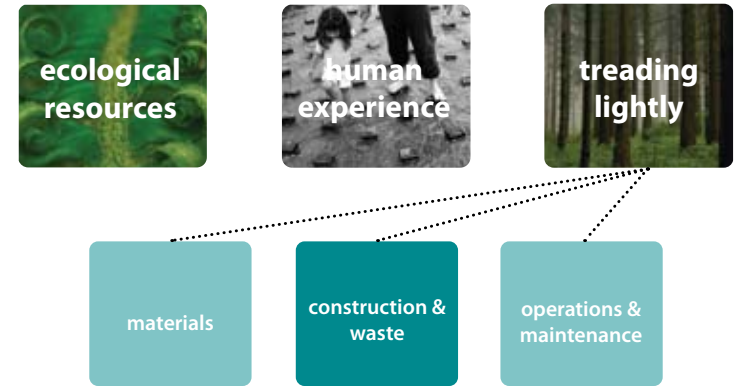 ecological
resources
human
experience
treading
lightly
materials
construction &
waste
operations &
maintenance